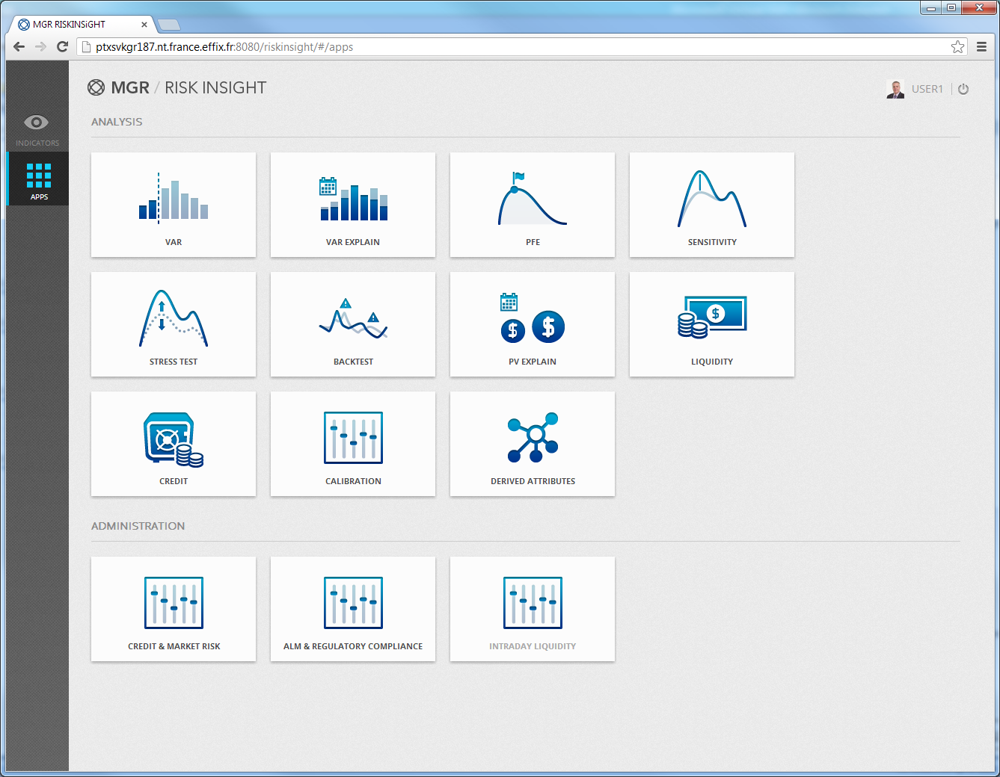 MGR RISKINSiGHT
ptxsvkgr187.nt.france.effix.fr:8080/riskinsight/#/apps
MGR / RISK INSIGHT
USER1
INDICATORS
APPS
ANALYSIS
VAR
VAR EXPLAIN
PFE
SENSITIVITY
STRESS TEST
BACKTEST
PV EXPLAIN
LIQUIDITY
CREDIT
CALIBRATION
DERIVED ATTRIBUTES
ADMINISTRATION
CREDIT & MARKET RISK
ALM & REGULATORY COMPLIANCE
INTRADAY LIQUIDITY